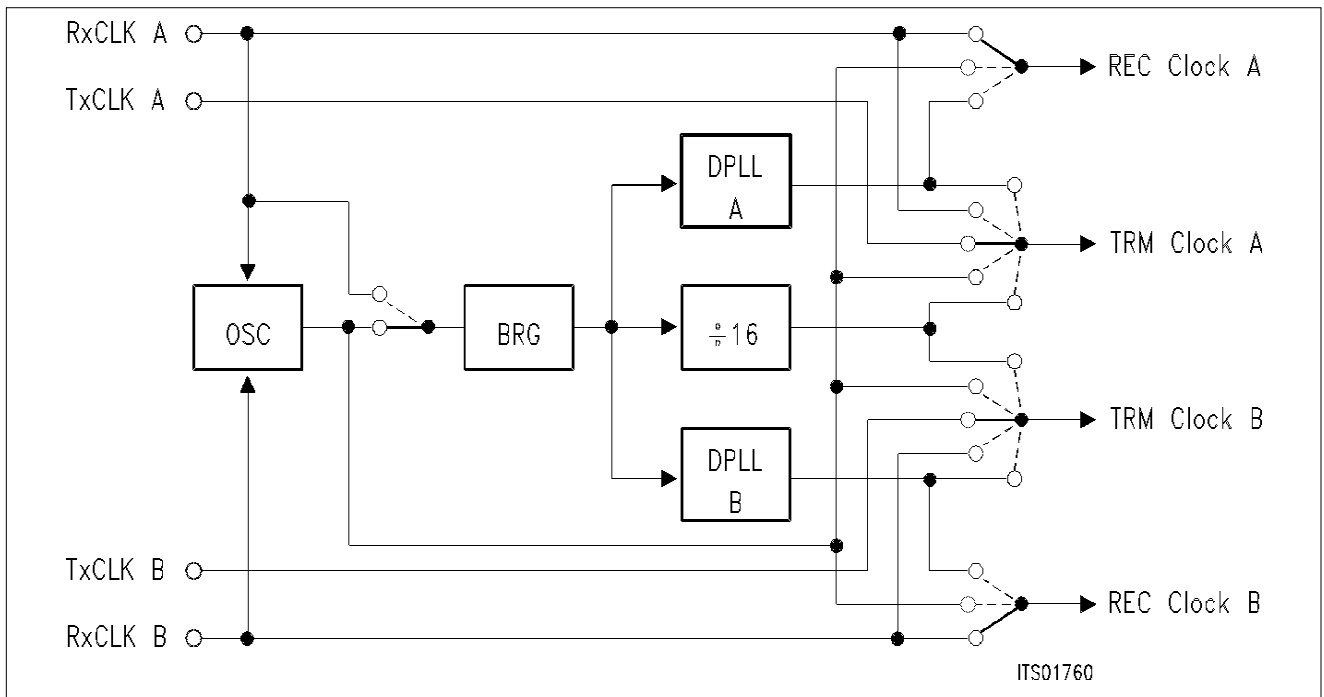 RxCLK A
REC Clock A
TxCLK A
DPLL
A
TRM Clock A
OSC
BRG
÷16
TRM Clock B
DPLL
B
TxCLK B
REC Clock B
RxCLK B
ITS01760